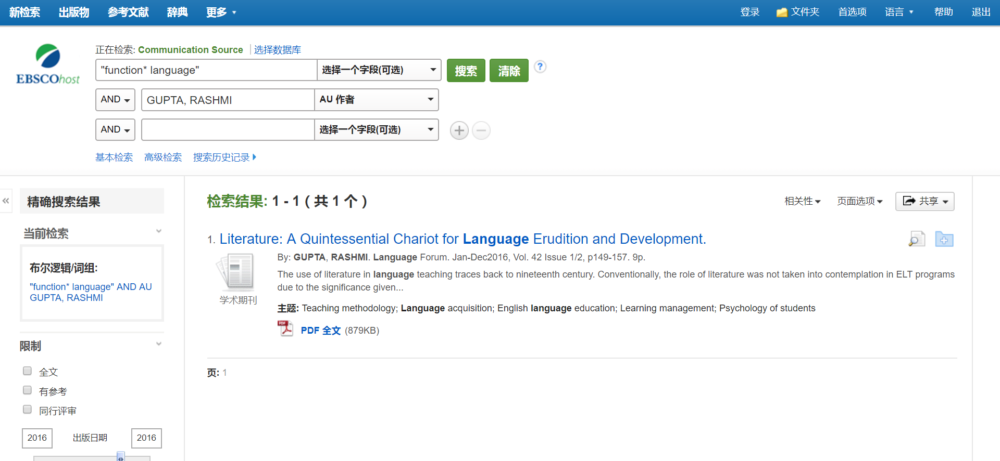 新检索 出版物 参考文献 辞典 更多 登录 文件夹 首选项 语言 帮助 退出
EBSCOhost
正在检索: Communication Source 选择数据库
"function* language" 选择一个字段(可选) 搜索 清除 ?
AND GUPTA, RASHMI AU 作者
AND 选择一个字段(可选)
基本检索 高级检索 搜索历史记录
精确搜索结果
当前检索
布尔逻辑/词组:
"function* language" AND AU
GUPTA, RASHMI
限制
全文
有参考
同行评审
2016 出版日期 2016
检索结果: 1 - 1 ( 共 1 个 ) 相关性 页面选项 共享
1. Literature: A Quintessential Chariot for Language Erudition and Development.
By: GUPTA, RASHMI. Language Forum. Jan-Dec2016, Vol. 42 Issue 1/2, p149-157. 9p.
The use of literature in language teaching traces back to nineteenth century. Conventionally, the role of literature was not taken into contemplation in ELT programs
due to the significance given...
学术期刊
主题: Teaching methodology; Language acquisition; English language education; Learning management; Psychology of students
PDF PDF 全文 (879KB)
页: 1